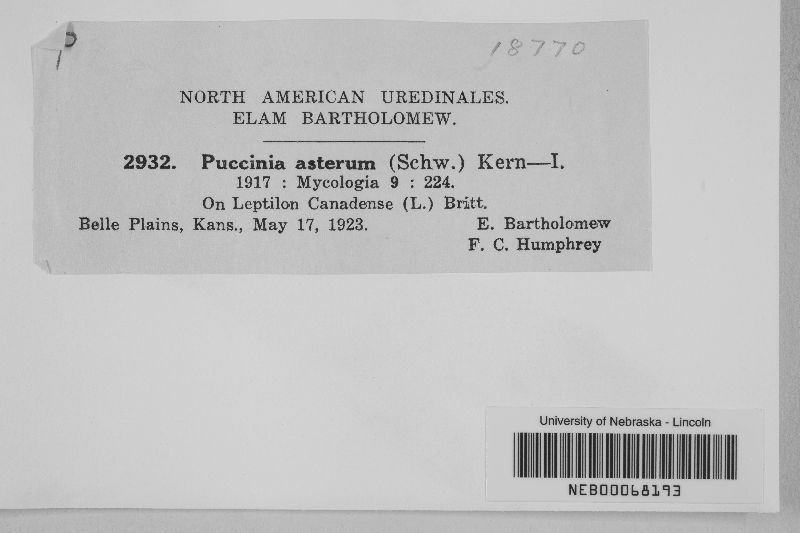 18770
NORTH AMERICAN UREDINALES.
ELAM BARTHOLOMEW.
2932. Puccinia asterum (Schw.) Kern—I.
1917 : Mycologia 9 : 224.
On Leptilon Canadense (L.) Britt.
Belle Plains, Kans., May 17, 1923. E. Bartholomew
F. C. Humphrey
University of Nebraska - Lincoln
NEB00068193